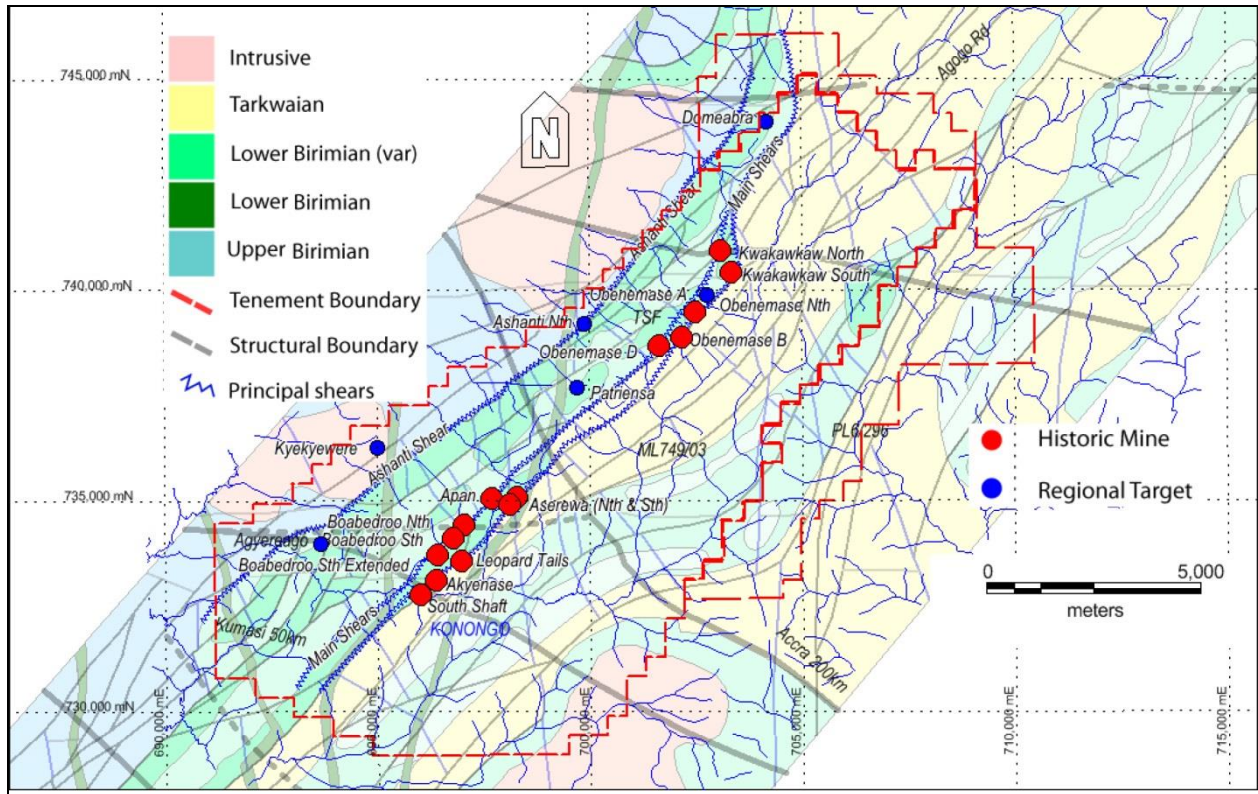 Intrusive
Tarkwaian
Lower Birimian (var)
Lower Birimian
Upper Birimian
Tenement Boundary
Structural Boundary
Principal shears
N
745,000 mN
740,000 mN
735,000 mN
730,000 mN
Agogo Rd
Domeabra
Main Shears
Ashanti Shear
Kwakawkaw North
Kwakawkaw South
Obenemase A
Obenemase Nth
Ashanti Nth
TSF
Obenemase D
Obenemase B
Patriensa
Kyekyewere
Ashanti Shear
ML749/03
PL6/296
Historic Mine
Regional Target
Apan
Aserewa (Nth & Sth)
Boabedroo Nth
Agyereago
Boabedroo Sth
Boabedroo Sth Extended
Leopard Tails
Akyenase
South Shaft
KONONGO
Kumasi 50km
Main Shears
Accra 200km
0
5,000
meters
690,000 mE
700,000 mE
705,000 mE
710,000 mE
715,000 mE